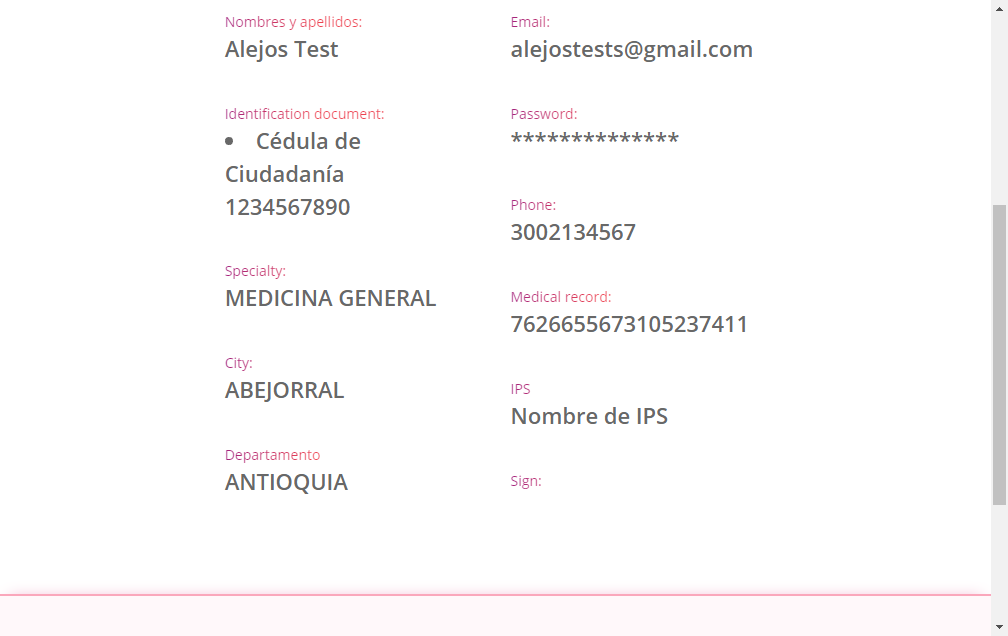 Nombres y apellidos:
Alejos Test
Identification document:
• Cédula de
Ciudadanía
1234567890
Specialty:
MEDICINA GENERAL
City:
ABEJORRAL
Departamento
ANTIOQUIA
Email:
alejostests@gmail.com
Password:
**************
Phone:
3002134567
Medical record:
7626655673105237411
IPS
Nombre de IPS
Sign: